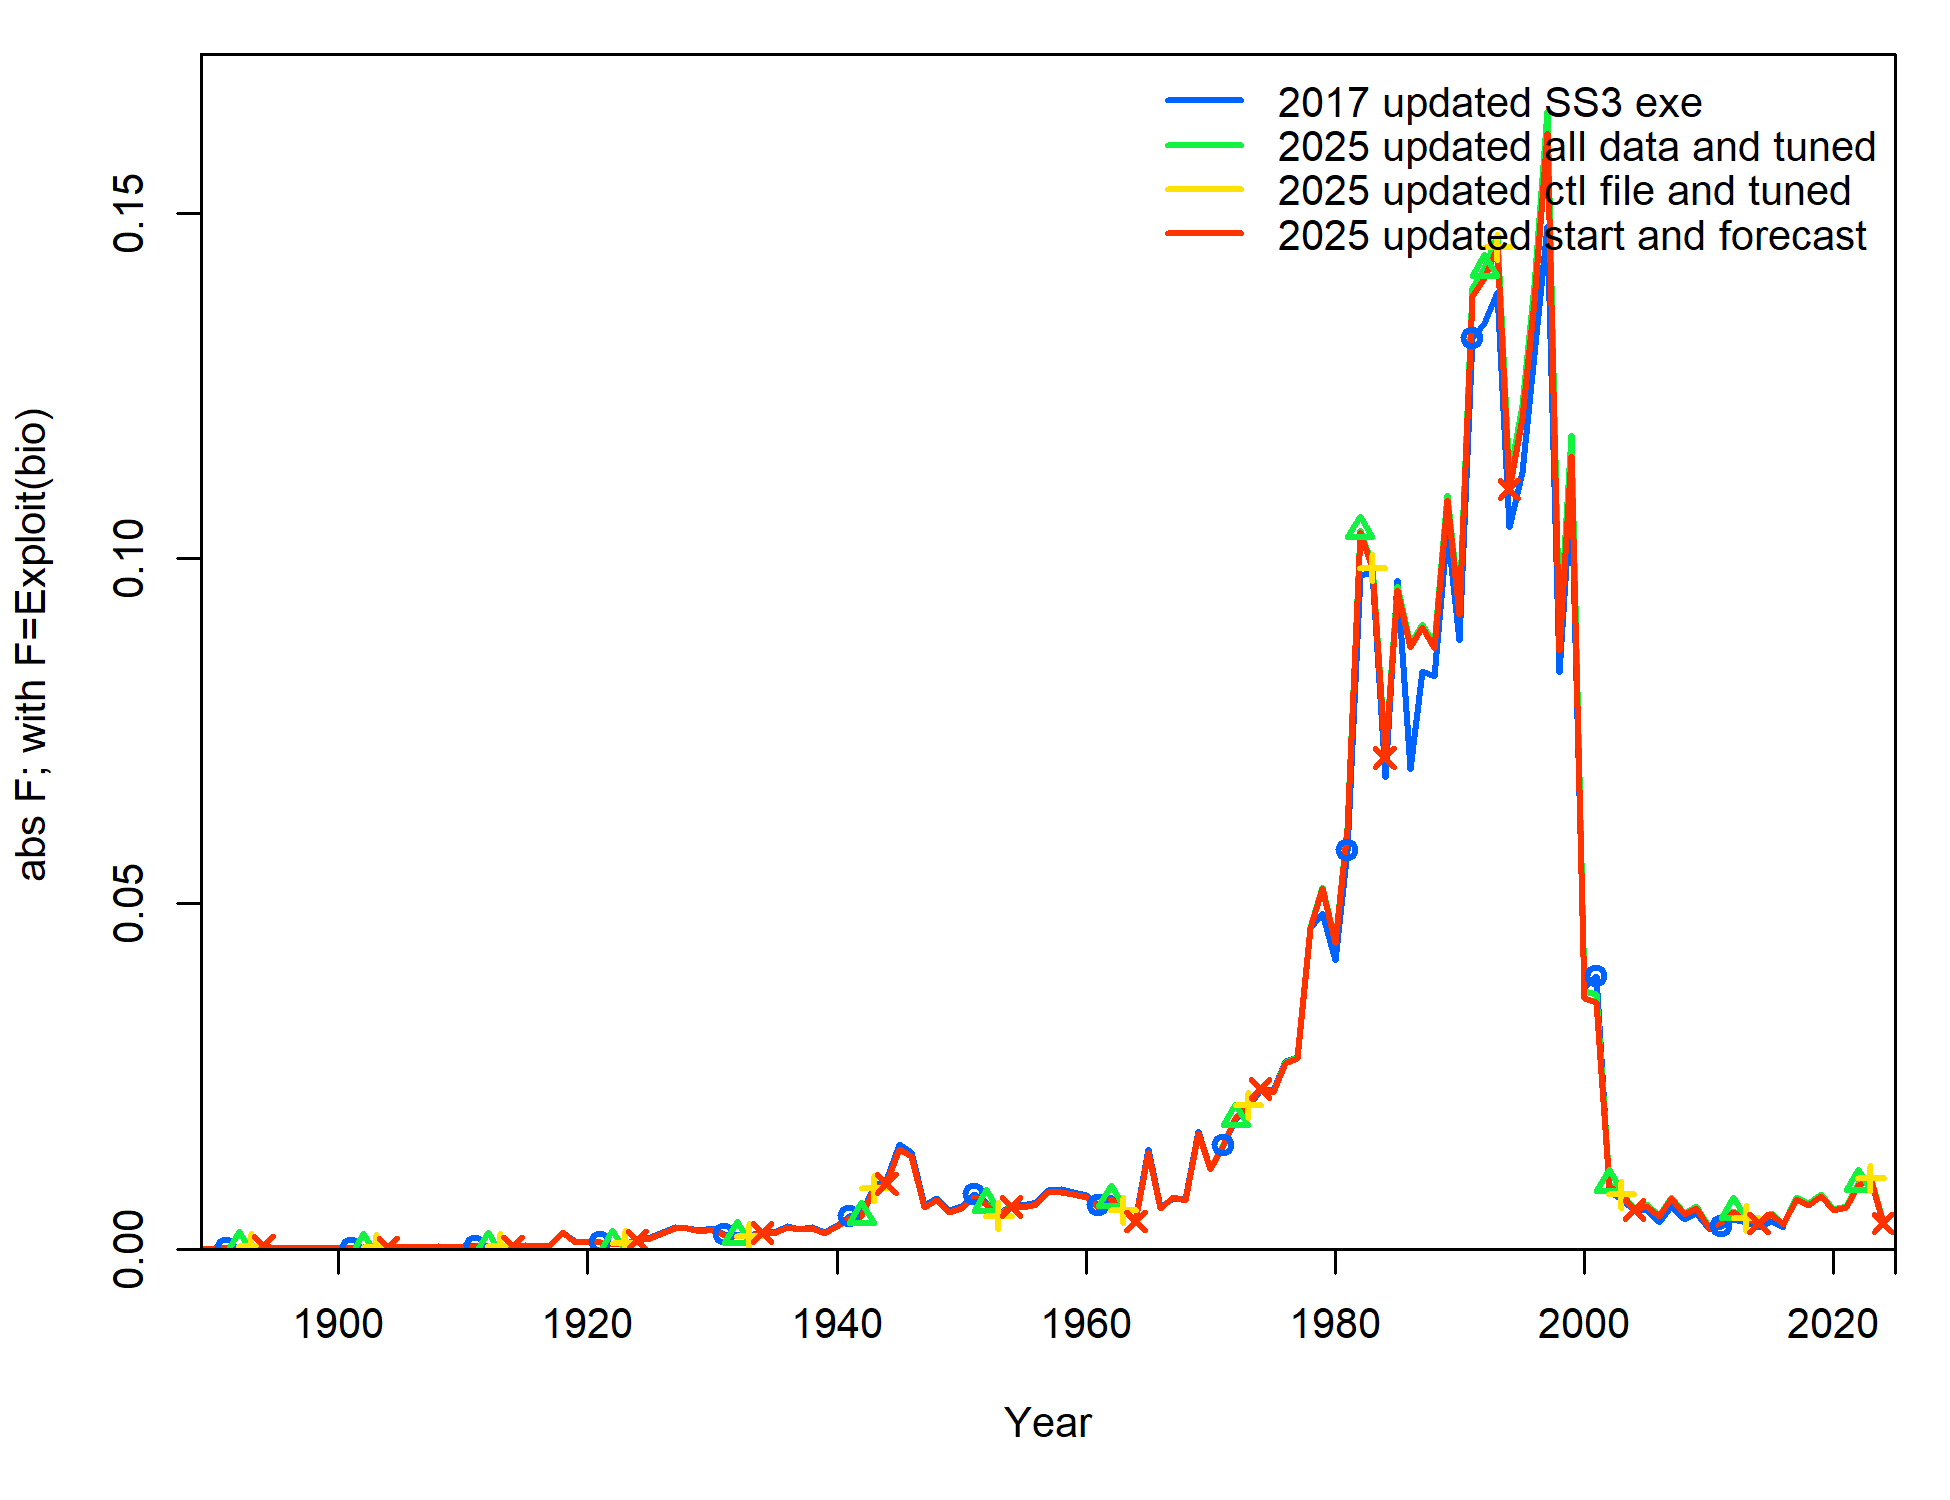 2017 updated SS3 exe
2025 updated all data and tuned
2025 updated ctl file and tuned
2025 updated start and forecast
abs F; with F=Exploit(bio)
0.15
0.10
0.05
0.00
1900 1920 1940 1960 1980 2000 2020
Year